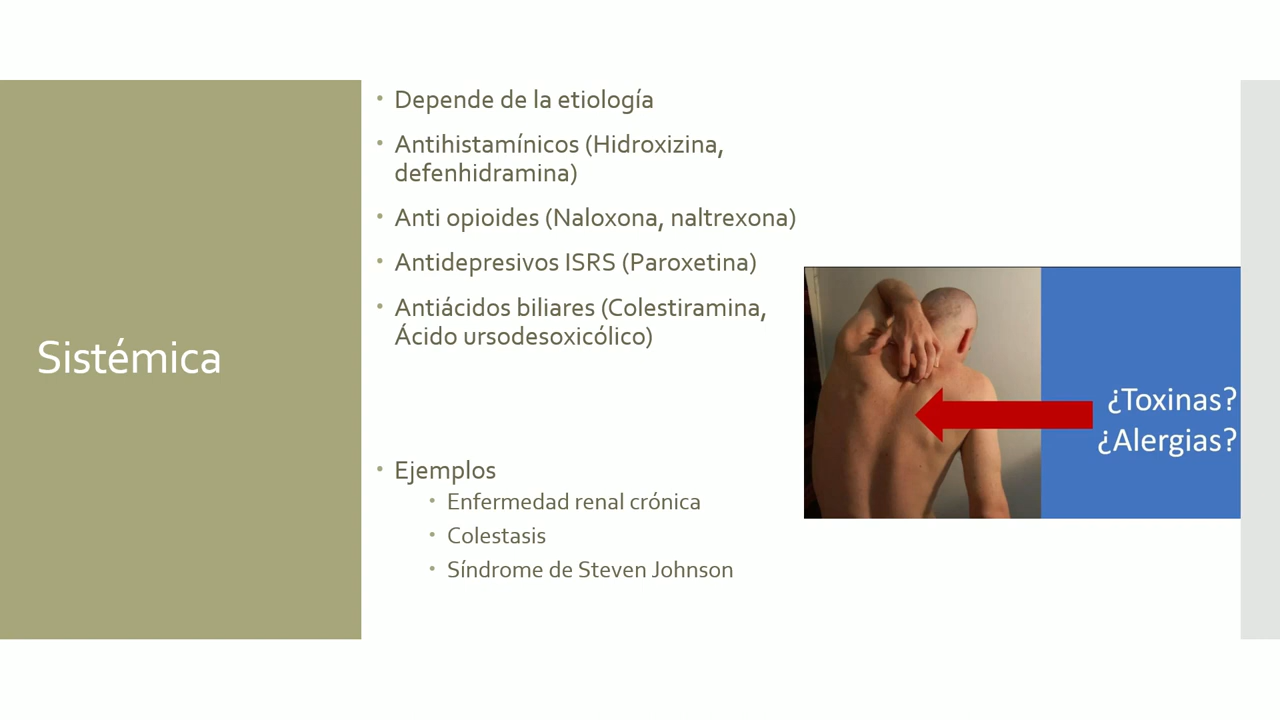 Sistémica
• Depende de la etiología
• Antihistamínicos (Hidroxizina,
defenhidramina)
• Anti opioides (Naloxona, naltrexona)
• Antidepresivos ISRS (Paroxetina)
• Antiácidos biliares (Colestiramina,
Ácido ursodesoxicólico)
• Ejemplos
• Enfermedad renal crónica
• Colestasis
• Síndrome de Steven Johnson
¿Toxinas?
¿Alergias?